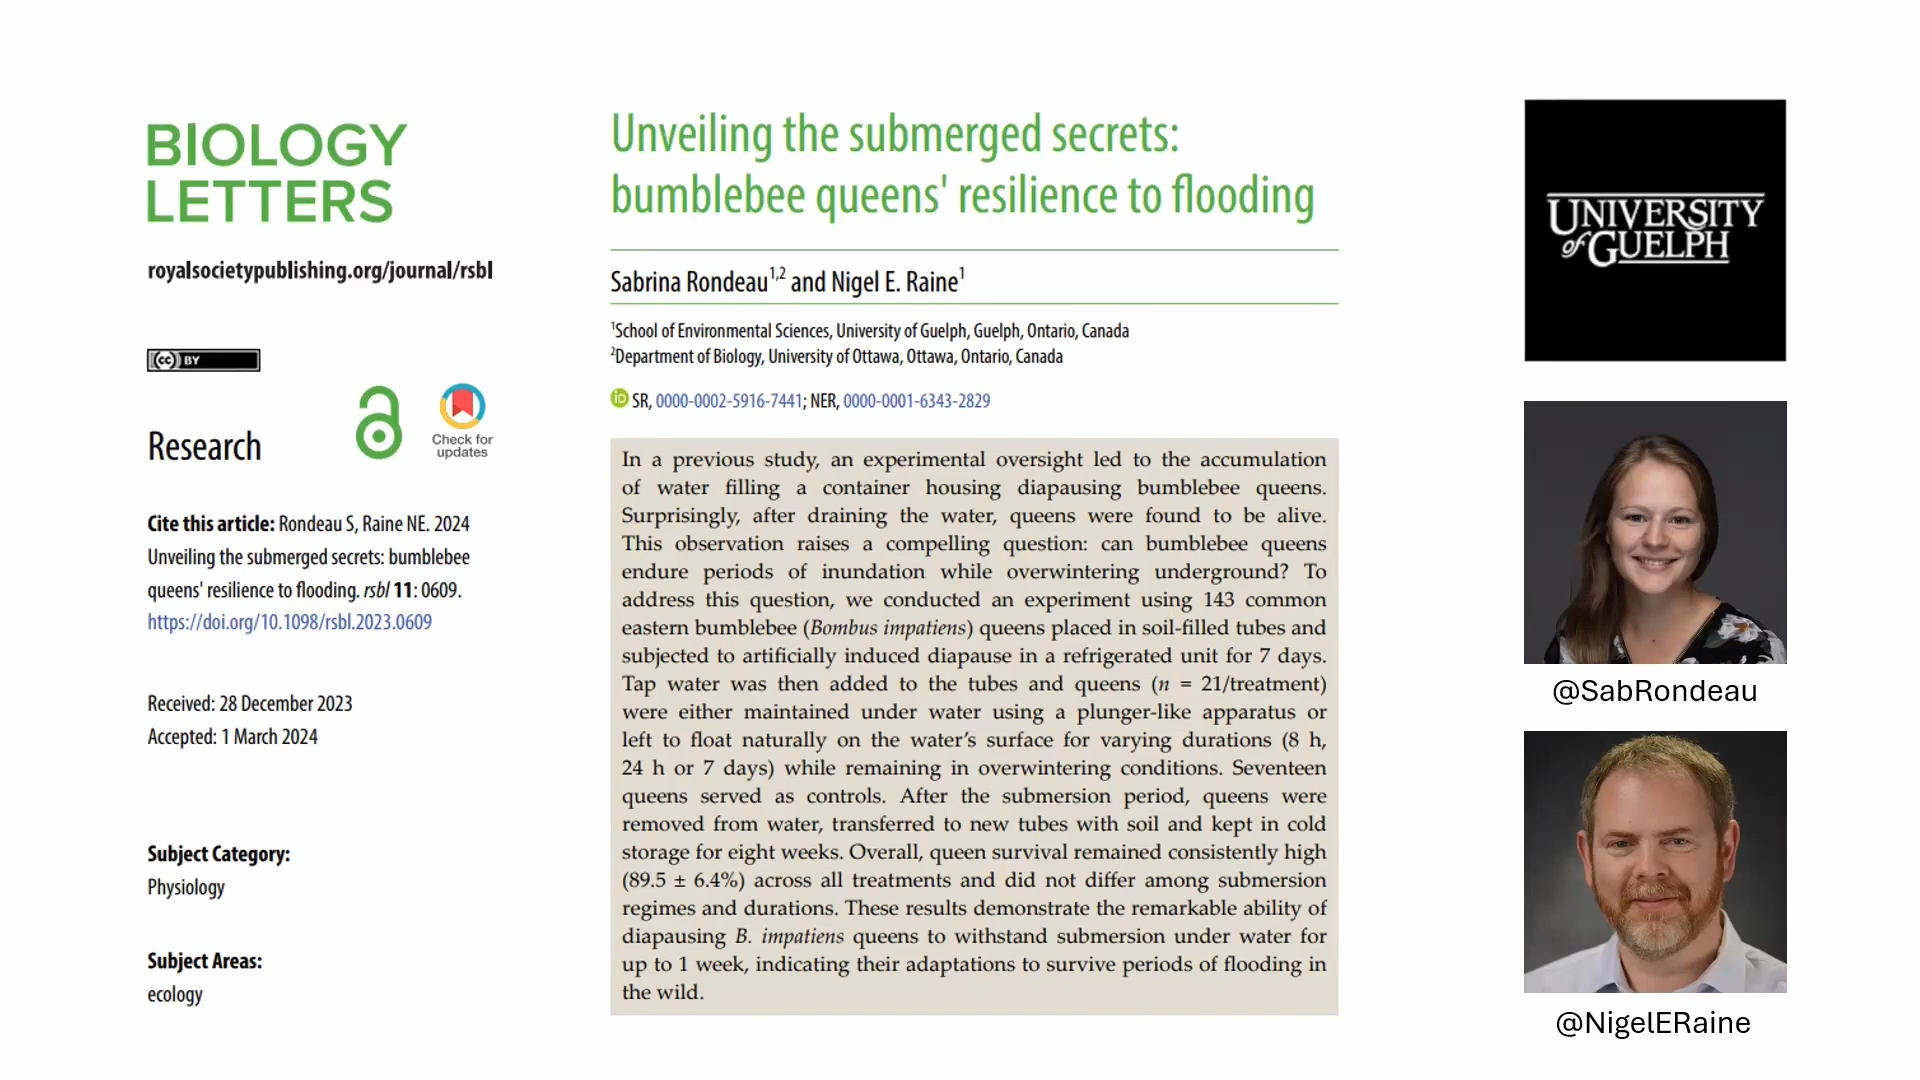 BIOLOGY
LETTERS
royalsocietypublishing.org/journal/rsbl
cc BY
Research
Check for
updates
Cite this article: Rondeau S, Raine NE. 2024
Unveiling the submerged secrets: bumblebee
queens' resilience to flooding. rsbl 11: 0609.
https://doi.org/10.1098/rsbl.2023.0609
Received: 28 December 2023
Accepted: 1 March 2024
Subject Category:
Physiology
Subject Areas:
ecology
Unveiling the submerged secrets:
bumblebee queens' resilience to flooding
Sabrina Rondeau1,2 and Nigel E. Raine1
1School of Environmental Sciences, University of Guelph, Guelph, Ontario, Canada
2Department of Biology, University of Ottawa, Ottawa, Ontario, Canada
iD SR, 0000-0002-5916-7441; NER, 0000-0001-6343-2829
In a previous study, an experimental oversight led to the accumulation
of water filling a container housing diapausing bumblebee queens.
Surprisingly, after draining the water, queens were found to be alive.
This observation raises a compelling question: can bumblebee queens
endure periods of inundation while overwintering underground? To
address this question, we conducted an experiment using 143 common
eastern bumblebee (Bombus impatiens) queens placed in soil-filled tubes and
subjected to artificially induced diapause in a refrigerated unit for 7 days.
Tap water was then added to the tubes and queens (n = 21/treatment)
were either maintained under water using a plunger-like apparatus or
left to float naturally on the water's surface for varying durations (8 h,
24 h or 7 days) while remaining in overwintering conditions. Seventeen
queens served as controls. After the submersion period, queens were
removed from water, transferred to new tubes with soil and kept in cold
storage for eight weeks. Overall, queen survival remained consistently high
(89.5 ± 6.4%) across all treatments and did not differ among submersion
regimes and durations. These results demonstrate the remarkable ability of
diapausing B. impatiens queens to withstand submersion under water for
up to 1 week, indicating their adaptations to survive periods of flooding in
the wild.
UNIVERSITY
of GUELPH
@SabRondeau
@NigelERaine